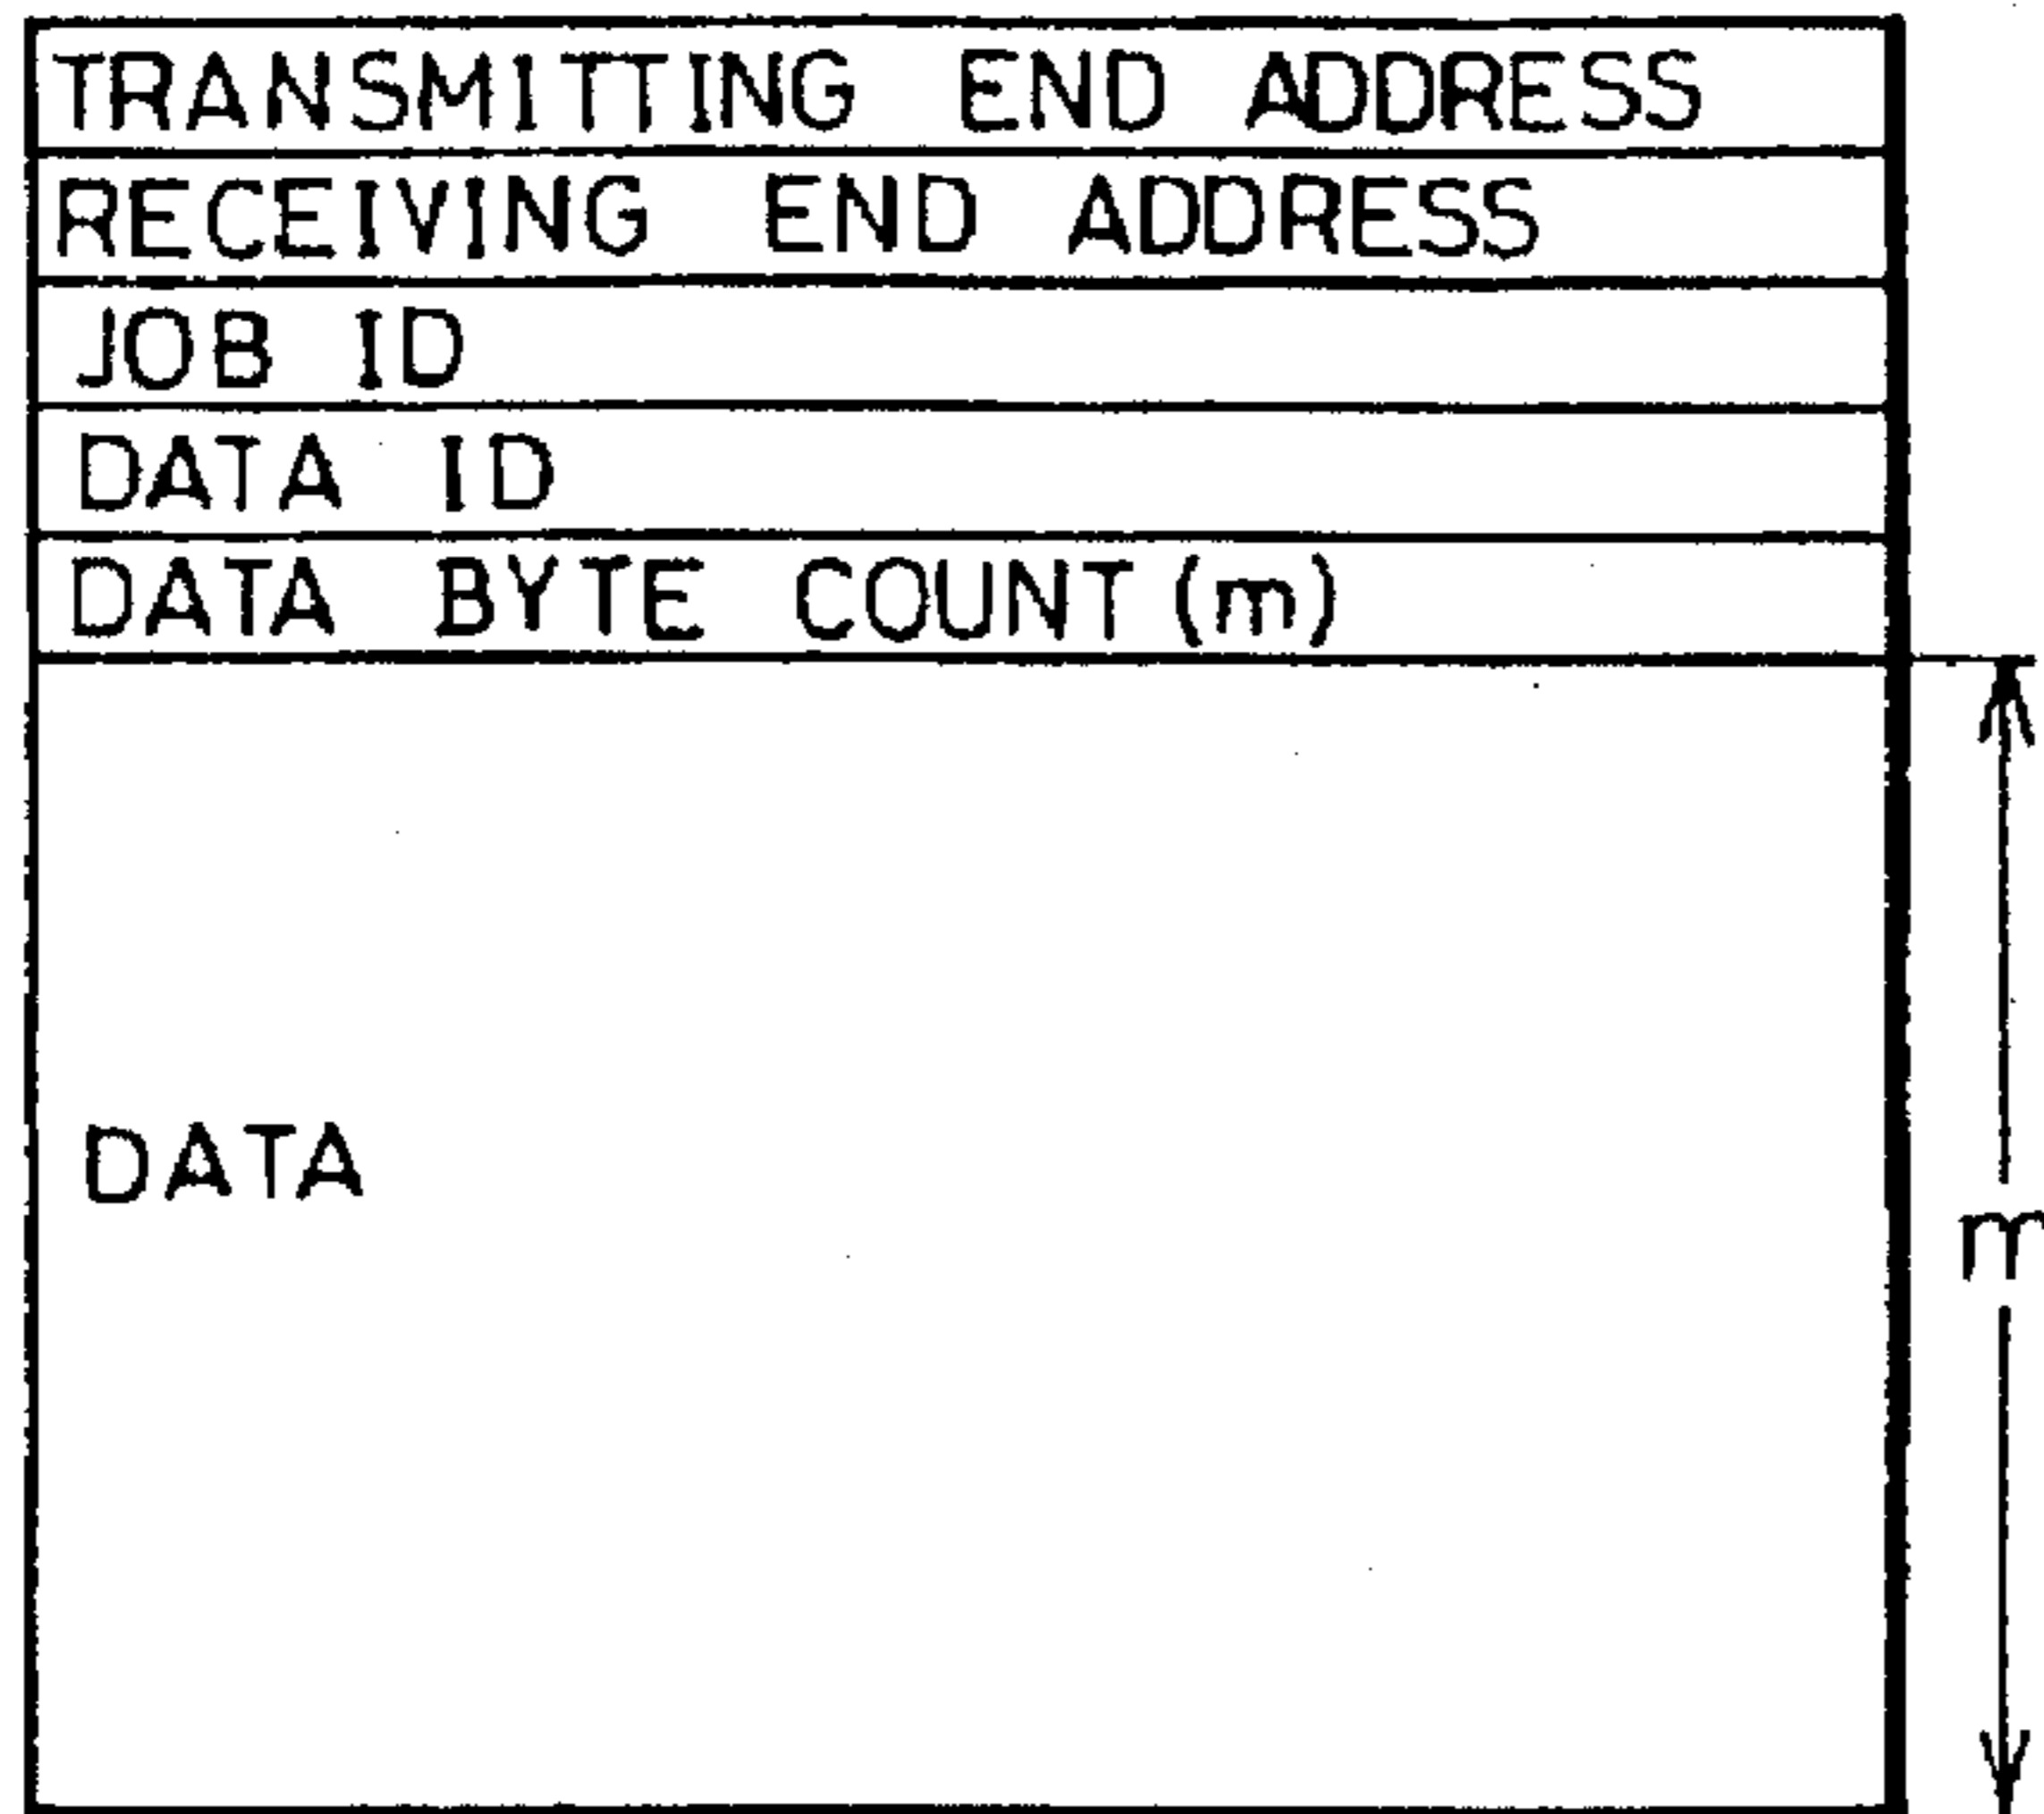 TRANSMITTING END ADDRESS
RECEIVING END ADDRESS
JOB ID
DATA ID
DATA BYTE COUNT(m)
DATA
m